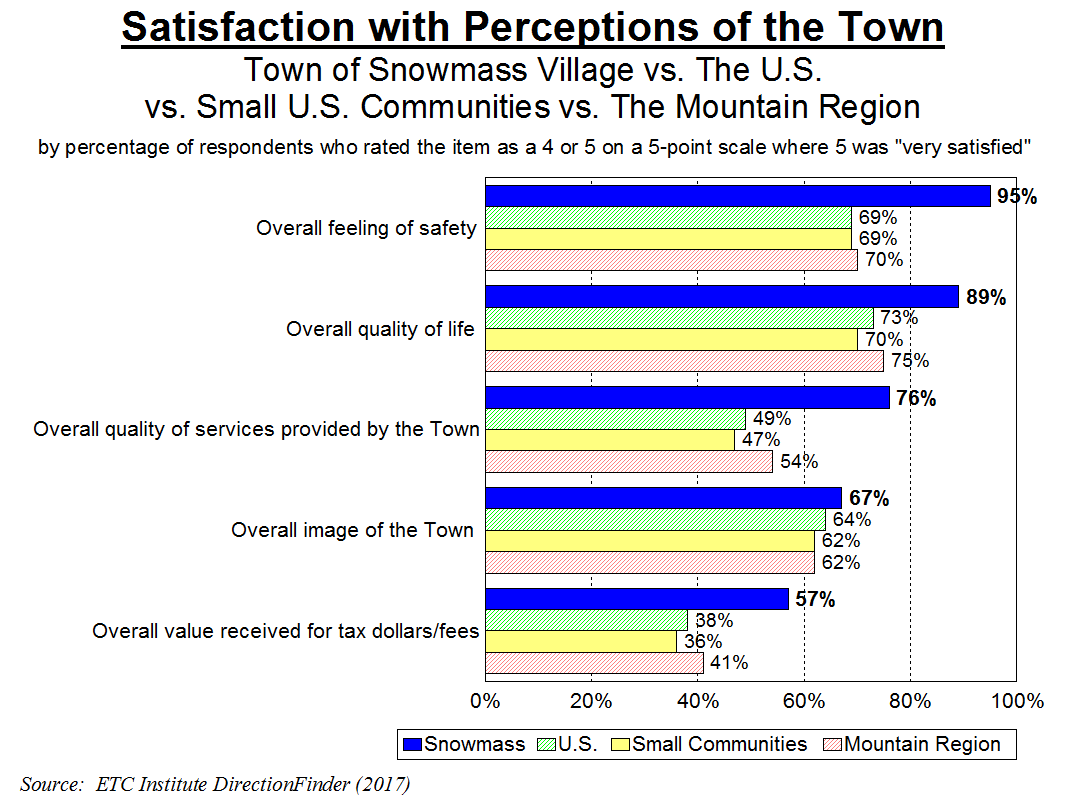 Satisfaction with Perceptions of the Town
Town of Snowmass Village vs. The U.S.
vs. Small U.S. Communities vs. The Mountain Region
by percentage of respondents who rated the item as a 4 or 5 on a 5-point scale where 5 was "very satisfied"
Overall feeling of safety
95%
69%
69%
70%
Overall quality of life
89%
73%
70%
75%
Overall quality of services provided by the Town
76%
49%
47%
54%
Overall image of the Town
67%
64%
62%
62%
Overall value received for tax dollars/fees
57%
38%
36%
41%
0% 20% 40% 60% 80% 100%
Snowmass U.S. Small Communities Mountain Region
Source: ETC Institute DirectionFinder (2017)